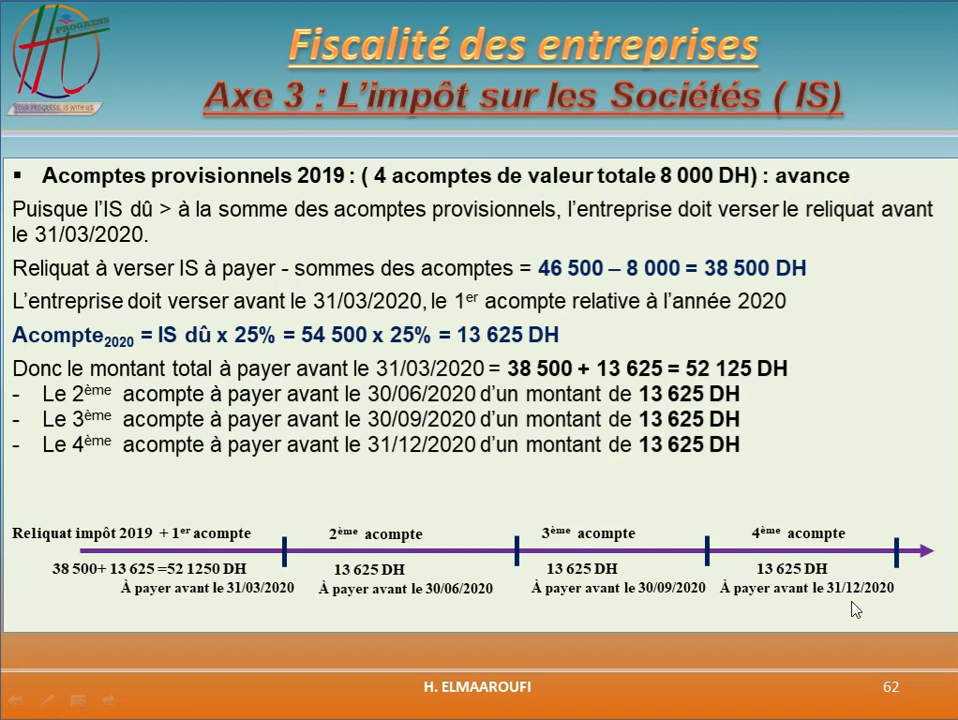 PROGRESS
YOUR PROGRESS, IS WITH US
Fiscalité des entreprises
Axe 3 : L'impôt sur les Sociétés ( IS)
▪ Acomptes provisionnels 2019 : ( 4 acomptes de valeur totale 8 000 DH) : avance
Puisque l'IS dû > à la somme des acomptes provisionnels, l'entreprise doit verser le reliquat avant
le 31/03/2020.
Reliquat à verser IS à payer - sommes des acomptes = 46 500 – 8 000 = 38 500 DH
L'entreprise doit verser avant le 31/03/2020, le 1er acompte relative à l'année 2020
Acompte2020 = IS dû x 25% = 54 500 x 25% = 13 625 DH
Donc le montant total à payer avant le 31/03/2020 = 38 500 + 13 625 = 52 125 DH
- Le 2ème acompte à payer avant le 30/06/2020 d'un montant de 13 625 DH
- Le 3ème acompte à payer avant le 30/09/2020 d'un montant de 13 625 DH
- Le 4ème acompte à payer avant le 31/12/2020 d'un montant de 13 625 DH
Reliquat impôt 2019 + 1er acompte 2ème acompte 3ème acompte 4ème acompte
38 500+ 13 625 =52 1250 DH 13 625 DH 13 625 DH 13 625 DH
À payer avant le 31/03/2020 À payer avant le 30/06/2020 À payer avant le 30/09/2020 À payer avant le 31/12/2020
H. ELMAAROUFI 62